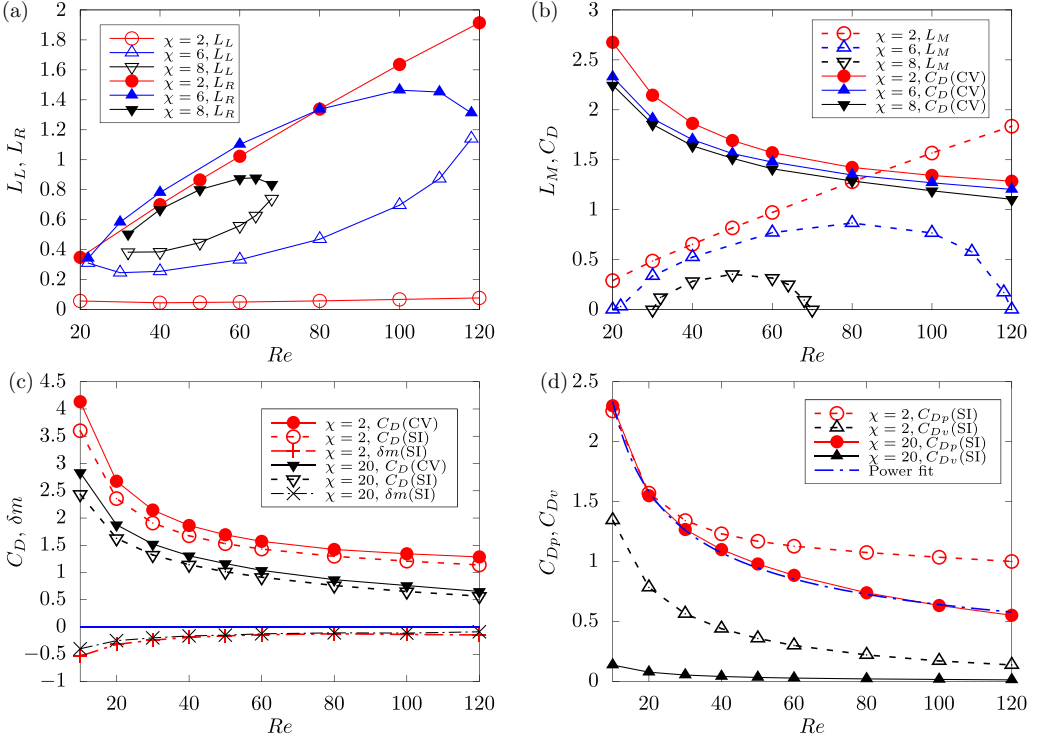 (a)
2
1.8
1.6
1.4
1.2
1
0.8
0.6
0.4
0.2
0
L_L, L_R
χ = 2, L_L
χ = 6, L_L
χ = 8, L_L
χ = 2, L_R
χ = 6, L_R
χ = 8, L_R
20 40 60 80 100 120
Re
(b)
3
2.5
2
1.5
1
0.5
0
L_M, C_D
χ = 2, L_M
χ = 6, L_M
χ = 8, L_M
χ = 2, C_D(CV)
χ = 6, C_D(CV)
χ = 8, C_D(CV)
20 40 60 80 100 120
Re
(c)
4.5
4
3.5
3
2.5
2
1.5
1
0.5
0
−0.5
−1
C_D, δm
χ = 2, C_D(CV)
χ = 2, C_D(SI)
χ = 2, δm(SI)
χ = 20, C_D(CV)
χ = 20, C_D(SI)
χ = 20, δm(SI)
20 40 60 80 100 120
Re
(d)
2.5
2
1.5
1
0.5
0
C_Dp, C_Dv
χ = 2, C_Dp(SI)
χ = 2, C_Dv(SI)
χ = 20, C_Dp(SI)
χ = 20, C_Dv(SI)
Power fit
20 40 60 80 100 120
Re